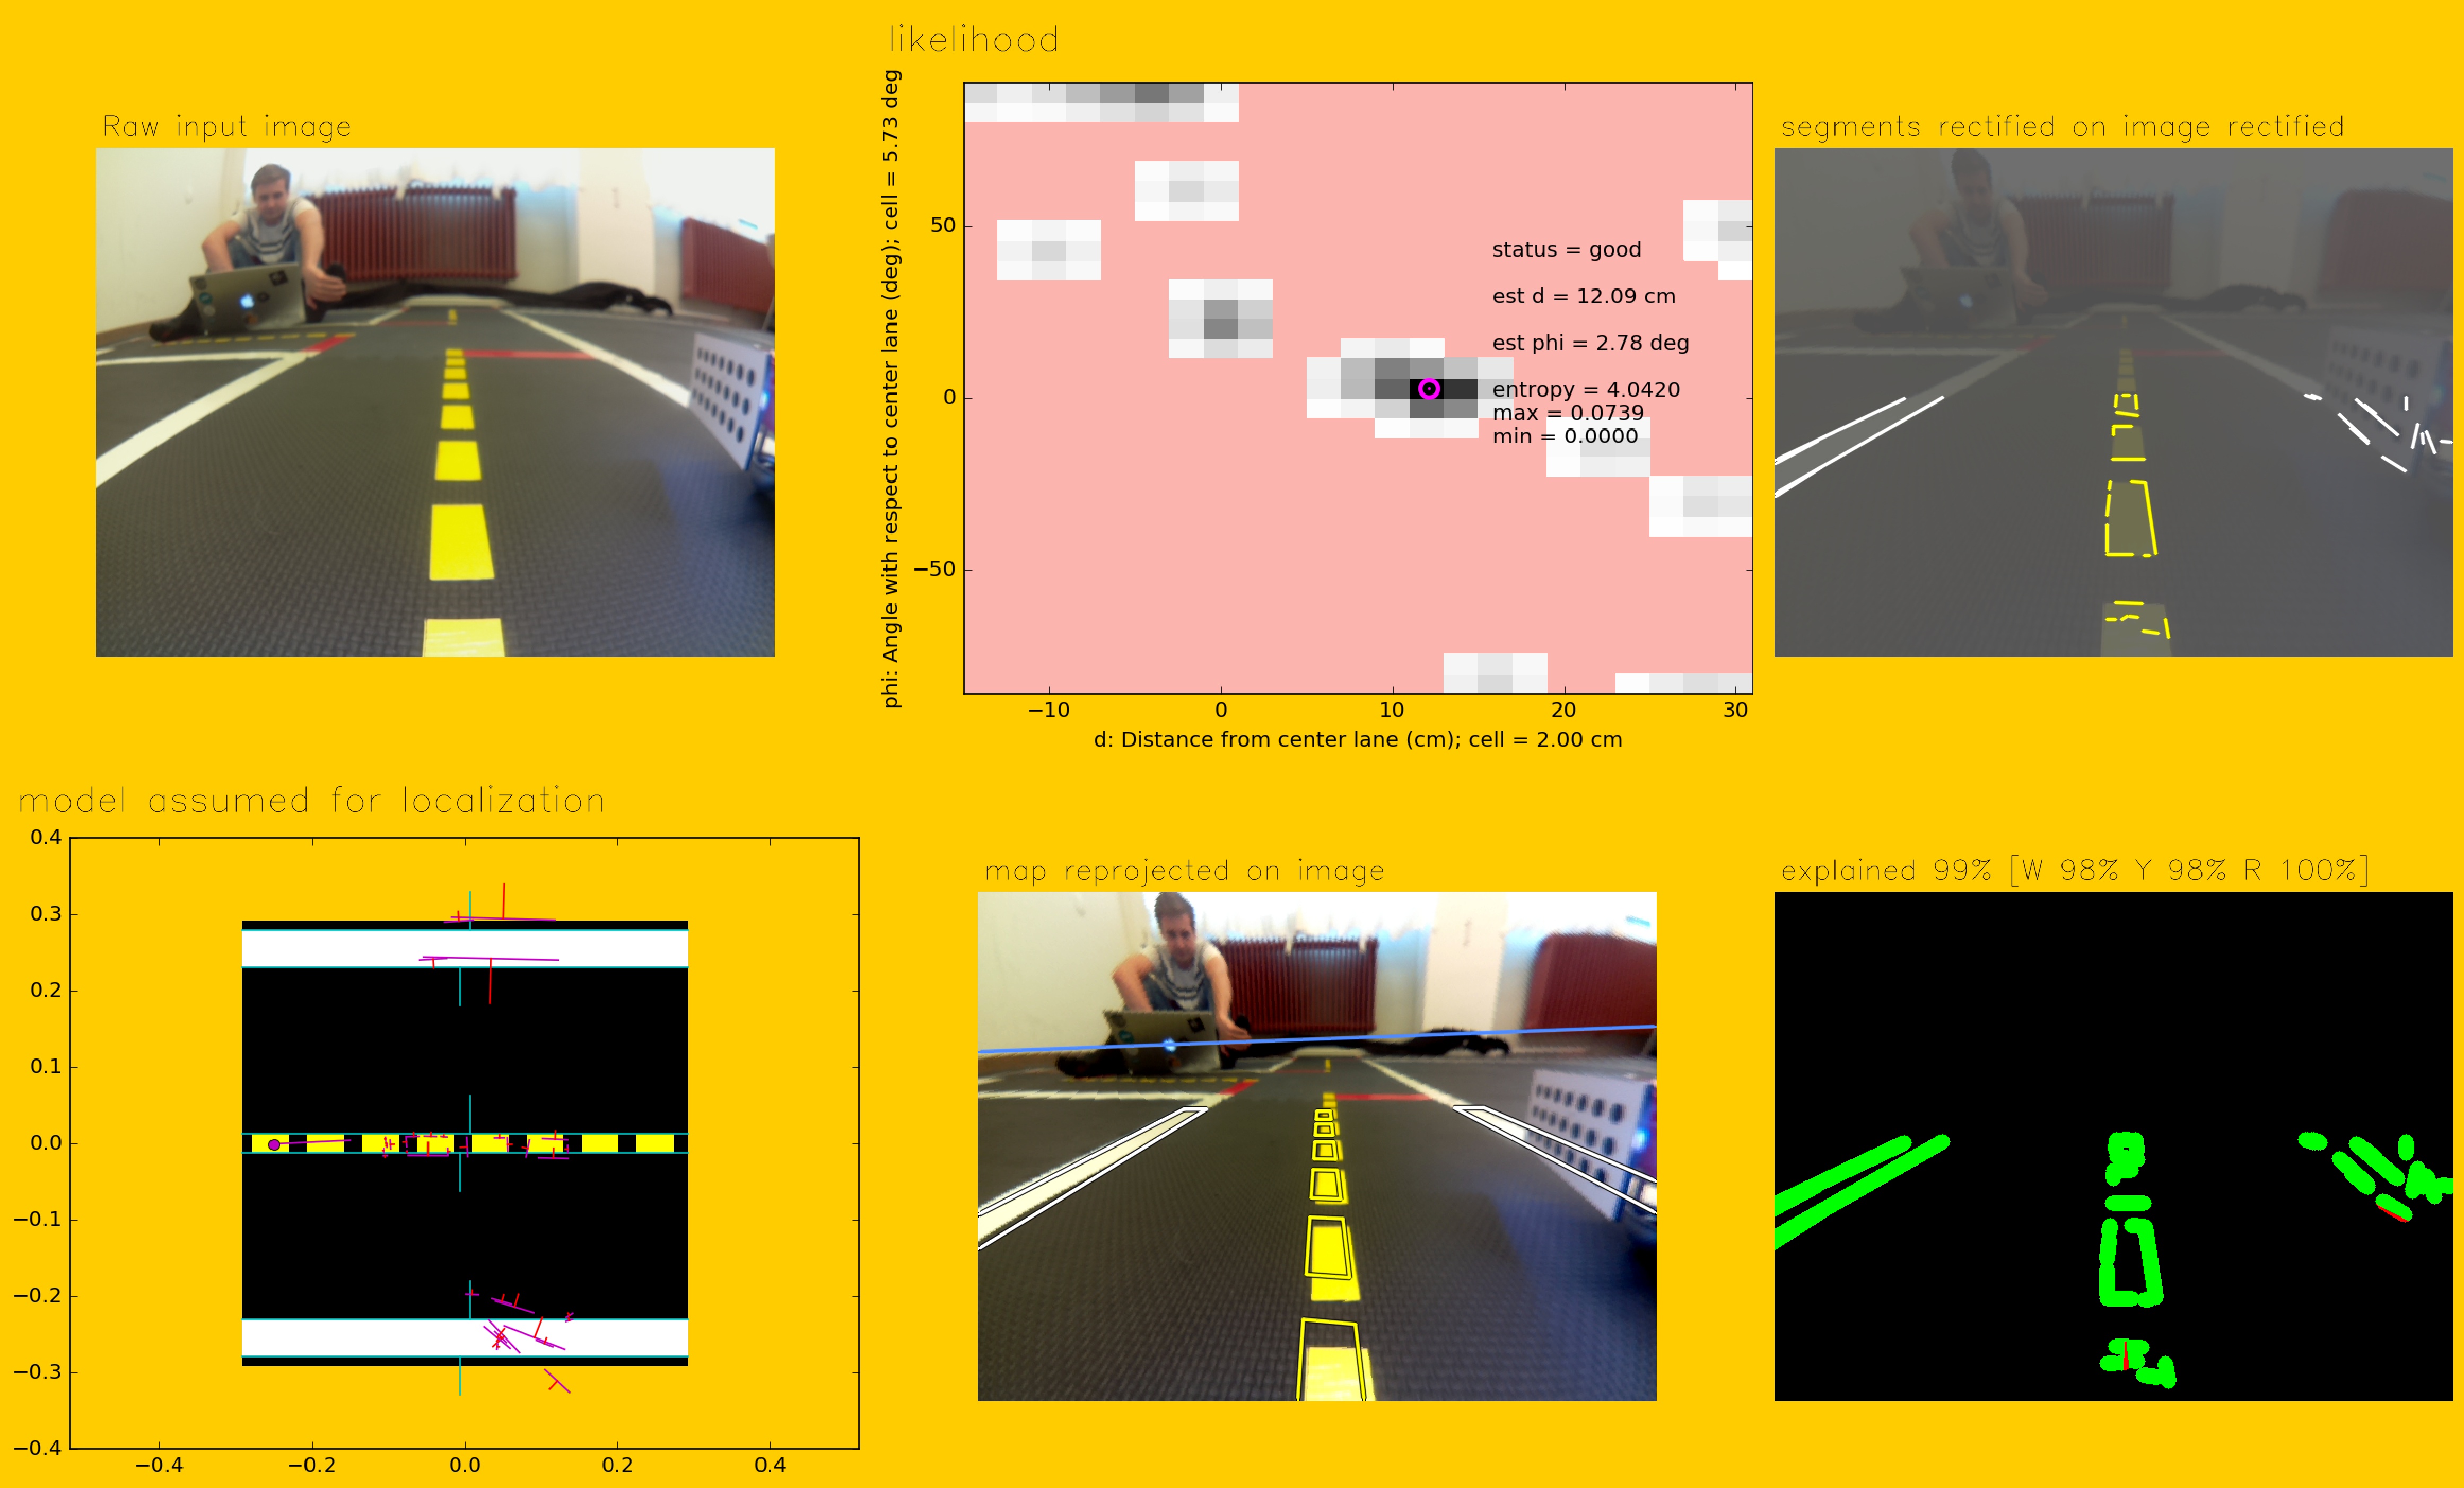 likelihood
Raw input image
segments rectified on image rectified
phi: Angle with respect to center lane (deg); cell = 5.73 deg
50
0
−50
status = good
est d = 12.09 cm
est phi = 2.78 deg
entropy = 4.0420
max = 0.0739
min = 0.0000
−10
0
10
20
30
d: Distance from center lane (cm); cell = 2.00 cm
model assumed for localization
0.4
0.3
0.2
0.1
0.0
−0.1
−0.2
−0.3
−0.4
−0.4
−0.2
0.0
0.2
0.4
map reprojected on image
explained 99% [W 98% Y 98% R 100%]